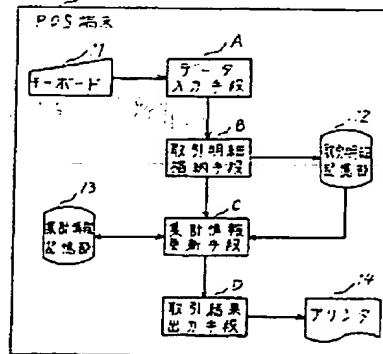 POS端末
11
キーボード
A
データ
入力手段
B
取引明細
格納手段
12
取引明細
記憶部
13
集計情報
記憶部
C
集計情報
更新手段
D
取引結果
出力手段
14
プリンタ